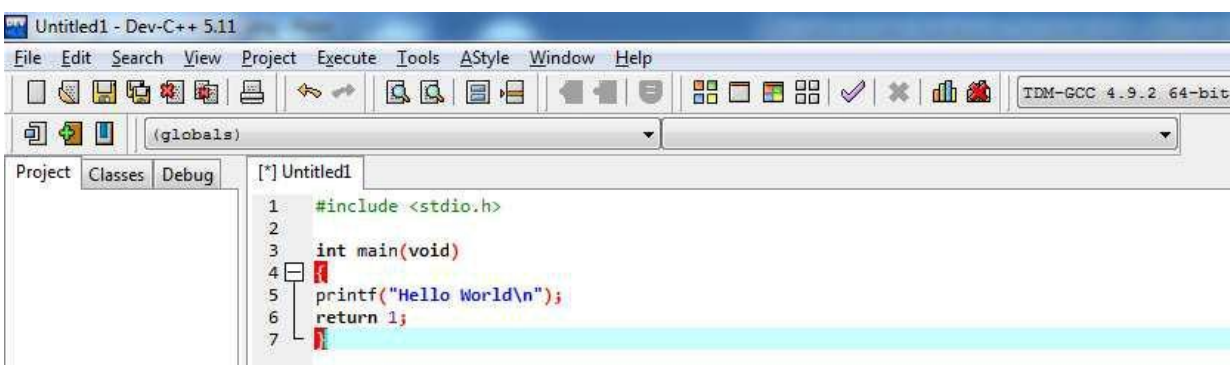 Untitled1 - Dev-C++ 5.11
File Edit Search View Project Execute Tools AStyle Window Help
TDM-GCC 4.9.2 64-bit
(globals)
Project Classes Debug
[*] Untitled1
1 #include <stdio.h>
2
3 int main(void)
4 {
5 printf("Hello World\n");
6 return 1;
7 }